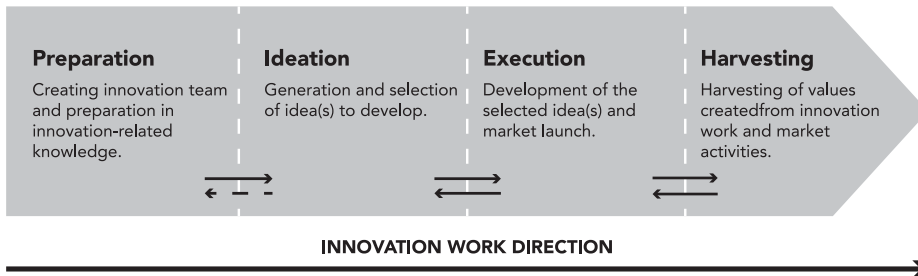 Preparation
Creating innovation team
and preparation in
innovation-related
knowledge.
Ideation
Generation and selection
of idea(s) to develop.
Execution
Development of the
selected idea(s) and
market launch.
Harvesting
Harvesting of values
createdfrom innovation
work and market
activities.
INNOVATION WORK DIRECTION